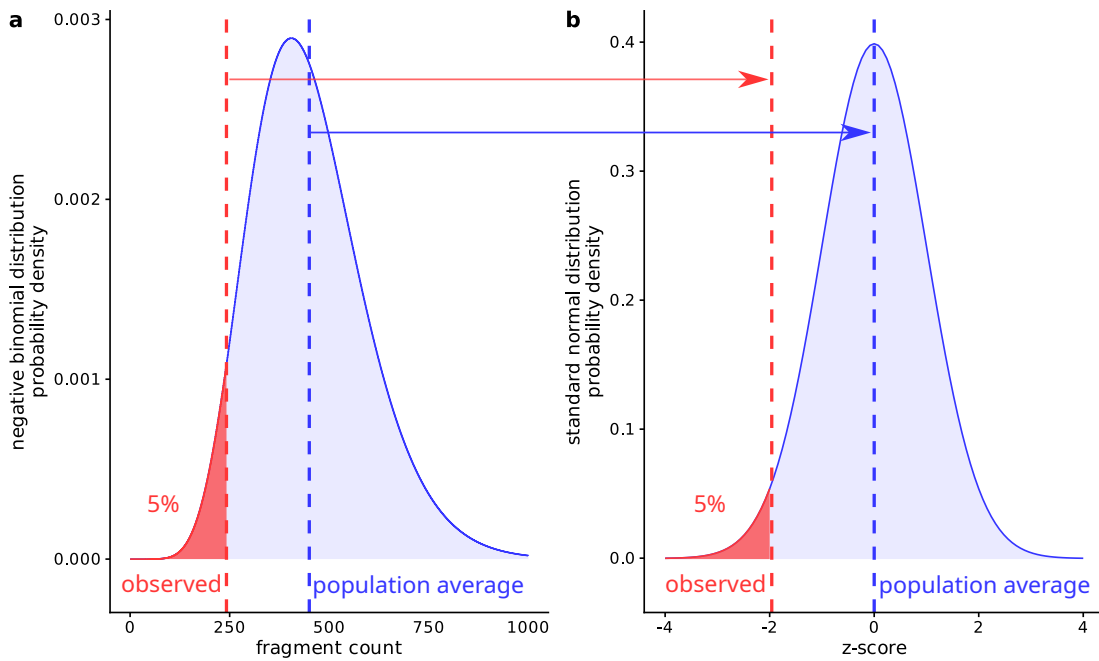 a
negative binomial distribution
probability density
0.003
0.002
0.001
0.000
5%
observed
population average
0
250
500
750
1000
fragment count
b
standard normal distribution
probability density
0.4
0.3
0.2
0.1
0.0
5%
observed
population average
-4
-2
0
2
4
z-score